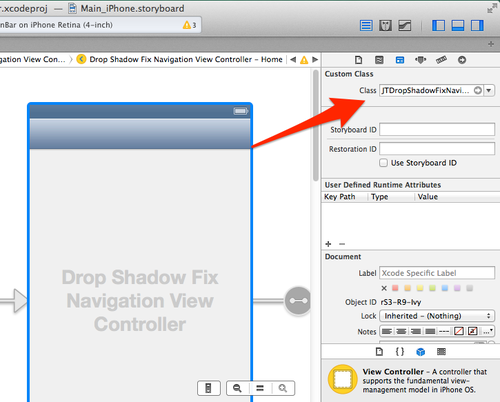 r.xcodeproj — Main_iPhone.storyboard
nBar on iPhone Retina (4-inch) 3
gation View Con... Drop Shadow Fix Navigation View Controller - Home
Custom Class
Class JTDropShadowFixNavi...
Storyboard ID
Restoration ID
Use Storyboard ID
User Defined Runtime Attributes
Key Path Type Value
Drop Shadow Fix
Navigation View
Controller
Document
Label Xcode Specific Label
Object ID rS3-R9-Ivy
Lock Inherited - (Nothing)
Notes
View Controller - A controller that
supports the fundamental view-
management model in iPhone OS.